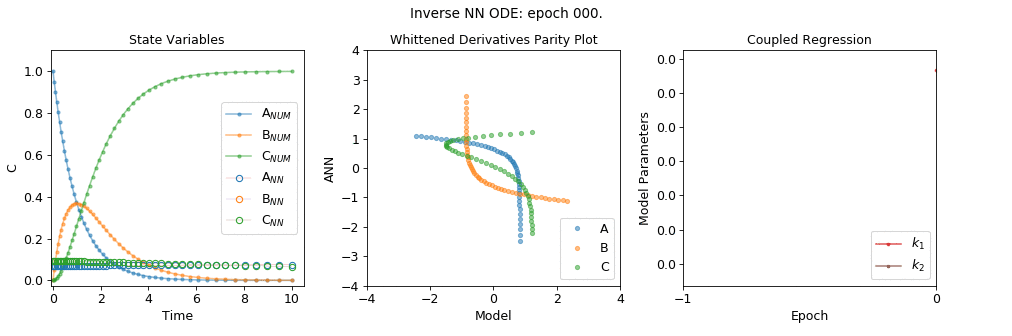 Inverse NN ODE: epoch 000.
State Variables
1.0
0.8
0.6
0.4
0.2
0.0
C
0 2 4 6 8 10
Time
A_NUM
B_NUM
C_NUM
A_NN
B_NN
C_NN
Whittened Derivatives Parity Plot
4
3
2
1
0
−1
−2
−3
−4
ANN
−4 −2 0 2 4
Model
A
B
C
Coupled Regression
0.0
0.0
0.0
0.0
0.0
0.0
0.0
Model Parameters
−1 0
Epoch
k_1
k_2